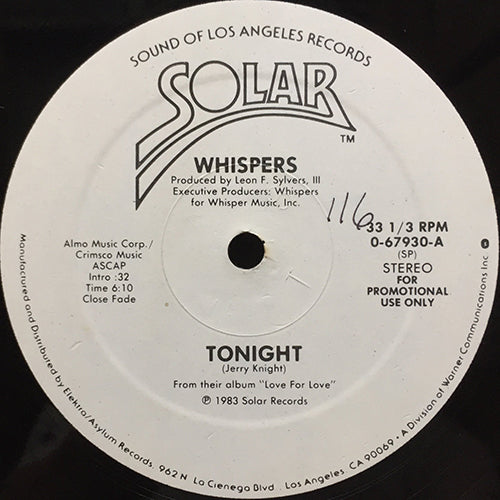 SOUND OF LOS ANGELES RECORDS
SOLAR
TM
WHISPERS
Produced by Leon F. Sylvers, III
Executive Producers: Whispers
for Whisper Music, Inc.
116
33 1/3 RPM
0-67930-A
(SP)
STEREO
FOR
PROMOTIONAL
USE ONLY
Almo Music Corp./
Crimsco Music
ASCAP
Intro :32
Time 6:10
Close Fade
TONIGHT
(Jerry Knight)
From their album "Love For Love"
℗ 1983 Solar Records
Manufactured and Distributed by Elektra/Asylum Records, 962 N. La Cienega Blvd., Los Angeles, CA 90069 • A Division of Warner Communications Inc.